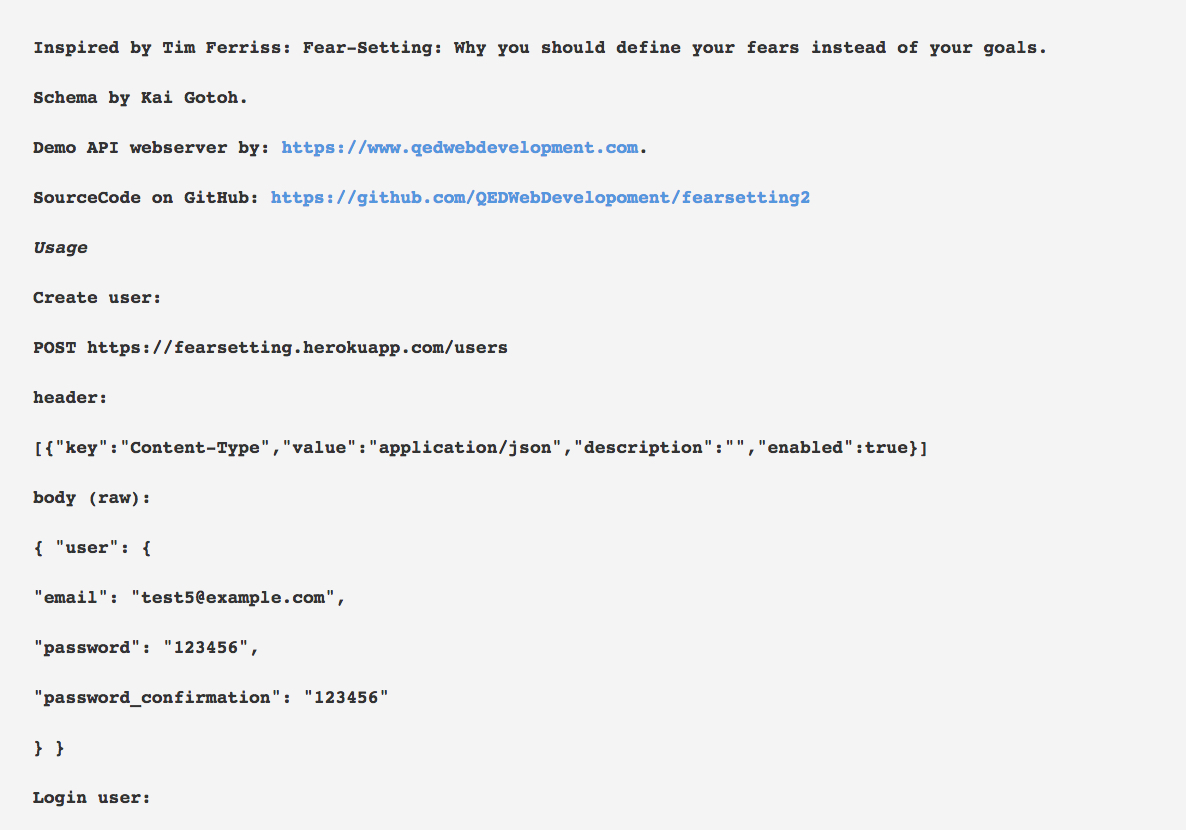 Inspired by Tim Ferriss: Fear-Setting: Why you should define your fears instead of your goals.
Schema by Kai Gotoh.
Demo API webserver by: https://www.qedwebdevelopment.com.
SourceCode on GitHub: https://github.com/QEDWebDevelopoment/fearsetting2
Usage
Create user:
POST https://fearsetting.herokuapp.com/users
header:
[{"key":"Content-Type","value":"application/json","description":"","enabled":true}]
body (raw):
{ "user": {
"email": "test5@example.com",
"password": "123456",
"password_confirmation": "123456"
} }
Login user: